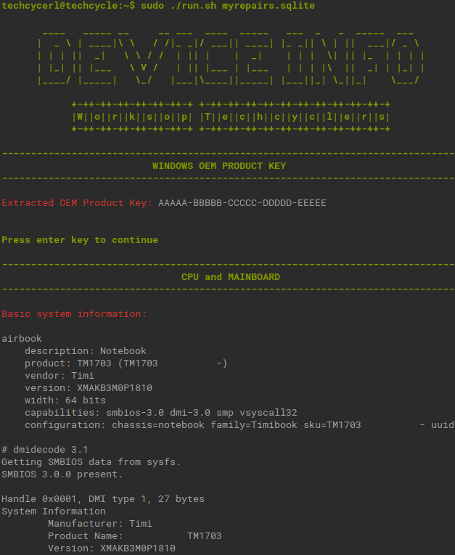 techcycerl@techcycle:~$ sudo ./run.sh myrepairs.sqlite
DEVICE INFO
|W||o||r||k||s||o||p| |T||e||c||h||c||y||c||l||e||r||s|
WINDOWS OEM PRODUCT KEY
Extracted OEM Product Key: AAAAA-BBBBB-CCCCC-DDDDD-EEEEE
Press enter key to continue
CPU and MAINBOARD
Basic system information:
airbook
description: Notebook
product: TM1703 (TM1703 -)
vendor: Timi
version: XMAKB3M0P1810
width: 64 bits
capabilities: smbios-3.0 dmi-3.0 smp vsyscall32
configuration: chassis=notebook family=Timibook sku=TM1703 - uuid
# dmidecode 3.1
Getting SMBIOS data from sysfs.
SMBIOS 3.0.0 present.
Handle 0x0001, DMI type 1, 27 bytes
System Information
Manufacturer: Timi
Product Name: TM1703
Version: XMAKB3M0P1810